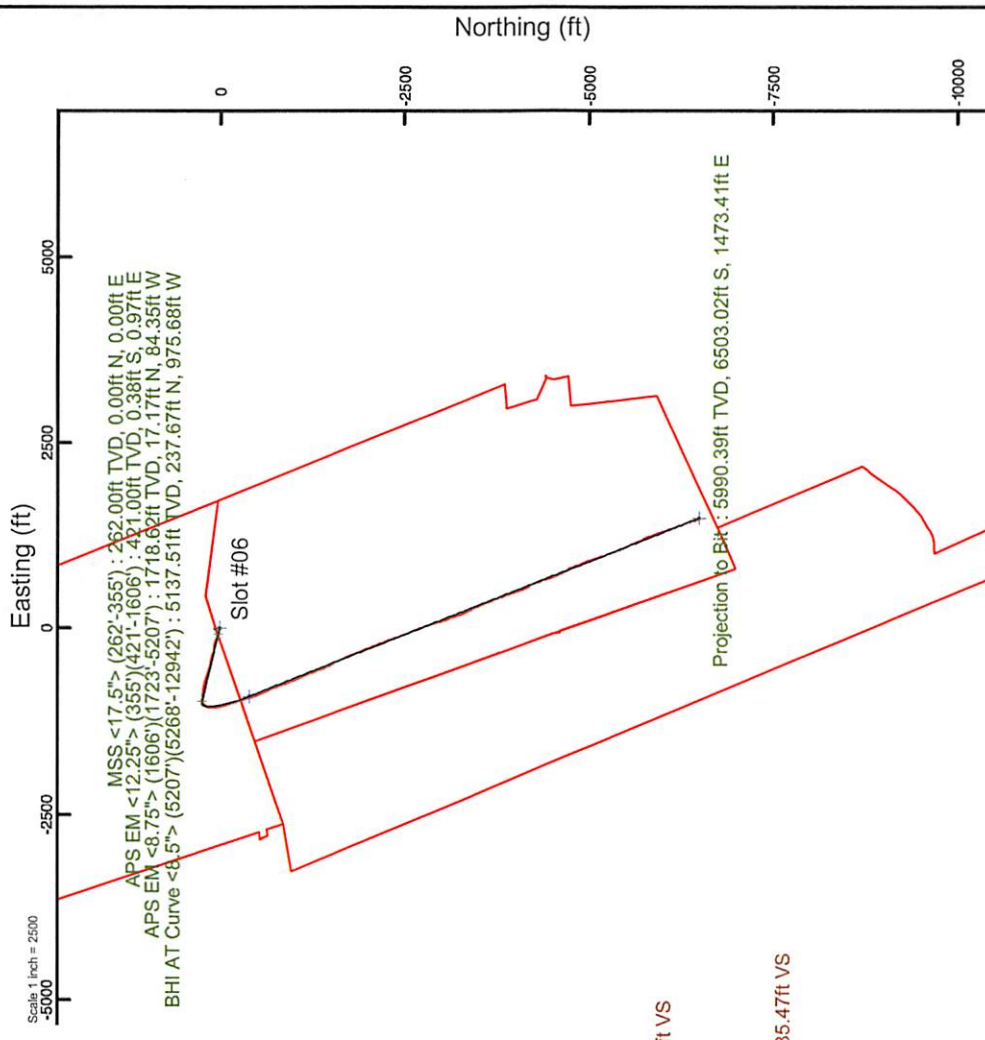 Northing (ft)
0
-2500
-5000
-7500
-10000
Easting (ft)
5000
2500
0
-2500
-5000
Scale 1 inch = 2500
MSS <17.5"> (262'-355') : 262.00ft TVD, 0.00ft N, 0.00ft E
APS EM <12.25"> (355')(421'-1606') : 421.00ft TVD, 0.38ft S, 0.97ft E
APS EM <8.75"> (1606')(1723'-5207') : 1718.62ft TVD, 17.17ft N, 84.35ft W
BHI AT Curve <8.5"> (5207')(5268'-12942') : 5137.51ft TVD, 237.67ft N, 975.68ft W
Slot #06
Projection to Bit : 5990.39ft TVD, 6503.02ft S, 1473.41ft E
ft VS
35.47ft VS